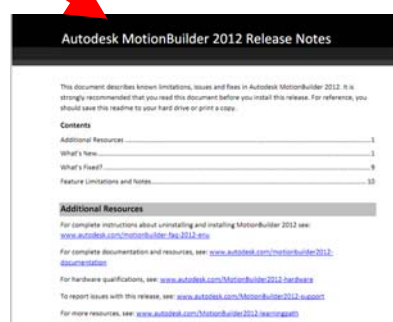 Autodesk MotionBuilder 2012 Release Notes
This document describes known limitations, issues and fixes in Autodesk MotionBuilder 2012. It is
strongly recommended that you read this document before you install this release. For reference, you
should save this readme to your hard drive or print a copy.
Contents
Additional Resources ... 1
What's New ... 1
What's Fixed? ... 9
Feature Limitations and Notes ... 10
Additional Resources
For complete instructions about uninstalling and installing MotionBuilder 2012 see:
www.autodesk.com/motionbuilder-faq-2012-enu.
For complete documentation and resources, see: www.autodesk.com/motionbuilder2012-
documentation
For hardware qualifications, see: www.autodesk.com/MotionBuilder2012-hardware
To report issues with this release, see: www.autodesk.com/MotionBuilder2012-support
For more resources, see: www.autodesk.com/MotionBuilder2012-learningpath